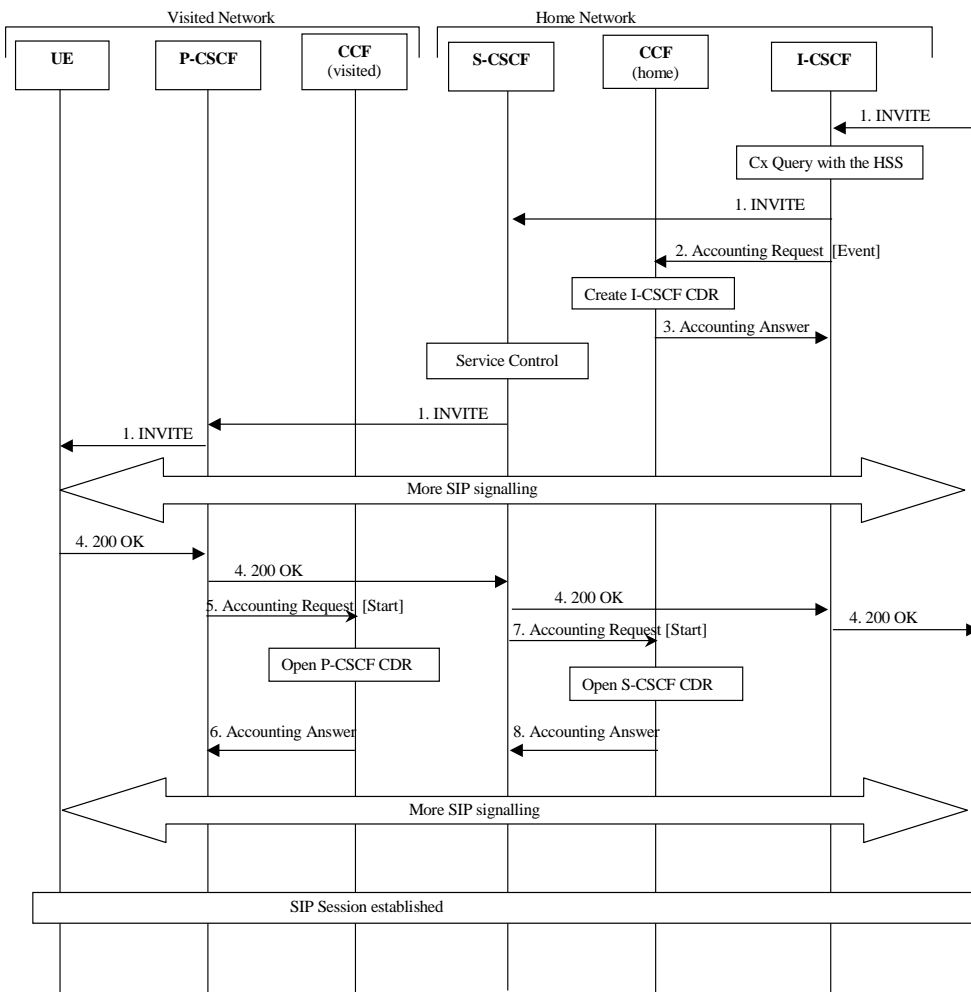 Visited Network
Home Network
UE
P-CSCF
CCF
(visited)
S-CSCF
CCF
(home)
I-CSCF
1. INVITE
Cx Query with the HSS
1. INVITE
2. Accounting Request [Event]
Create I-CSCF CDR
3. Accounting Answer
Service Control
1. INVITE
1. INVITE
More SIP signalling
4. 200 OK
4. 200 OK
5. Accounting Request [Start]
4. 200 OK
4. 200 OK
7. Accounting Request [Start]
Open P-CSCF CDR
Open S-CSCF CDR
6. Accounting Answer
8. Accounting Answer
More SIP signalling
SIP Session established